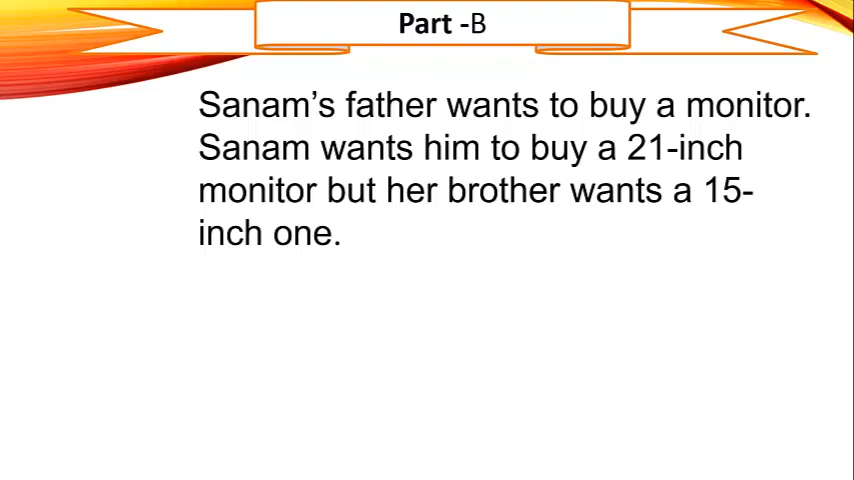 Part -B
Sanam’s father wants to buy a monitor.
Sanam wants him to buy a 21-inch
monitor but her brother wants a 15-
inch one.